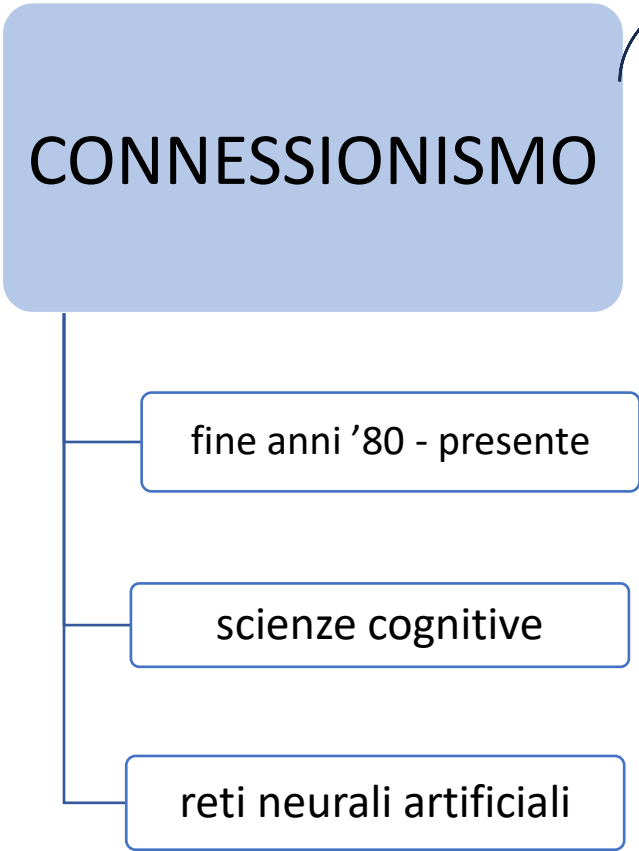 CONNESSIONISMO
fine anni ’80 - presente
scienze cognitive
reti neurali artificiali